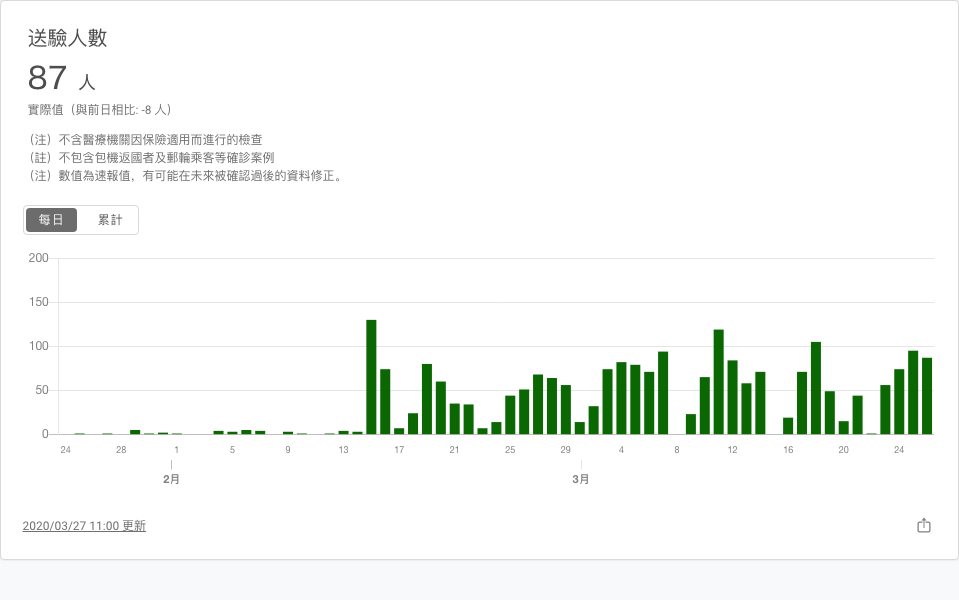 送驗人數
87 人
實際值（與前日相比: -8 人）
（注）不含醫療機關因保險適用而進行的檢查
（註）不包含包機返國者及郵輪乘客等確診案例
（注）數值為速報值，有可能在未來被確認過後的資料修正。
每日 累計
200
150
100
50
0
24 28 1 5 9 13 17 21 25 29 4 8 12 16 20 24
2月 3月
2020/03/27 11:00 更新